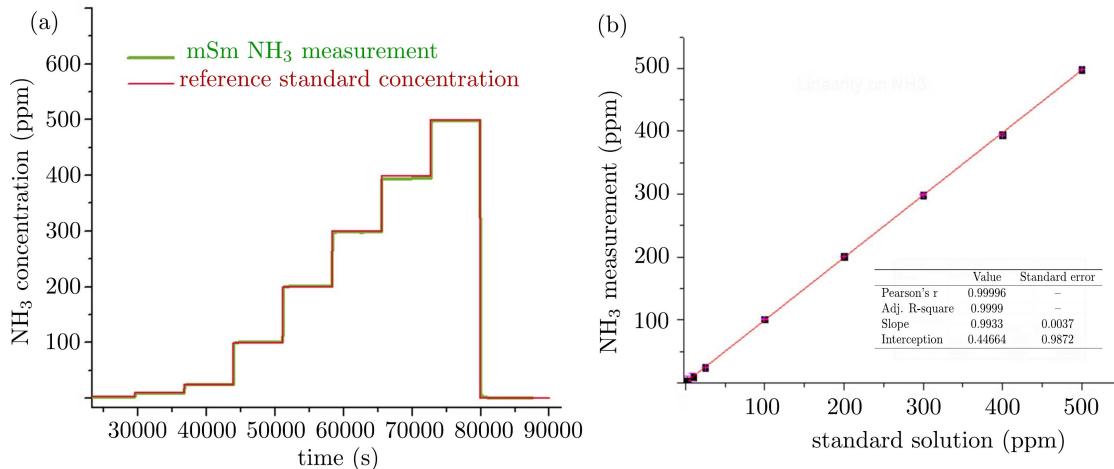 (a)
mSm NH₃ measurement
reference standard concentration
NH₃ concentration (ppm)
600
500
400
300
200
100
30000 40000 50000 60000 70000 80000 90000
time (s)
(b)
Linearity on NH3
NH₃ measurement (ppm)
500
400
300
200
100
Value Standard error
Pearson's r 0.99996 –
Adj. R-square 0.9999 –
Slope 0.9933 0.0037
Interception 0.44664 0.9872
100 200 300 400 500
standard solution (ppm)